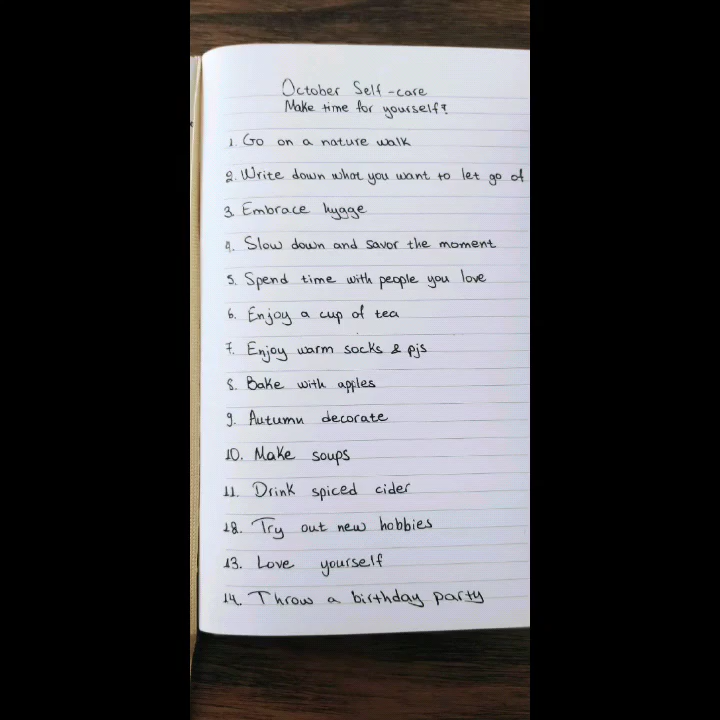 October Self-care
Make time for yourself?
1. Go on a nature walk
2. Write down what you want to let go of
3. Embrace hygge
4. Slow down and savor the moment
5. Spend time with people you love
6. Enjoy a cup of tea
7. Enjoy warm socks & pjs
8. Bake with apples
9. Autumn decorate
10. Make soups
11. Drink spiced cider
12. Try out new hobbies
13. Love yourself
14. Throw a birthday party